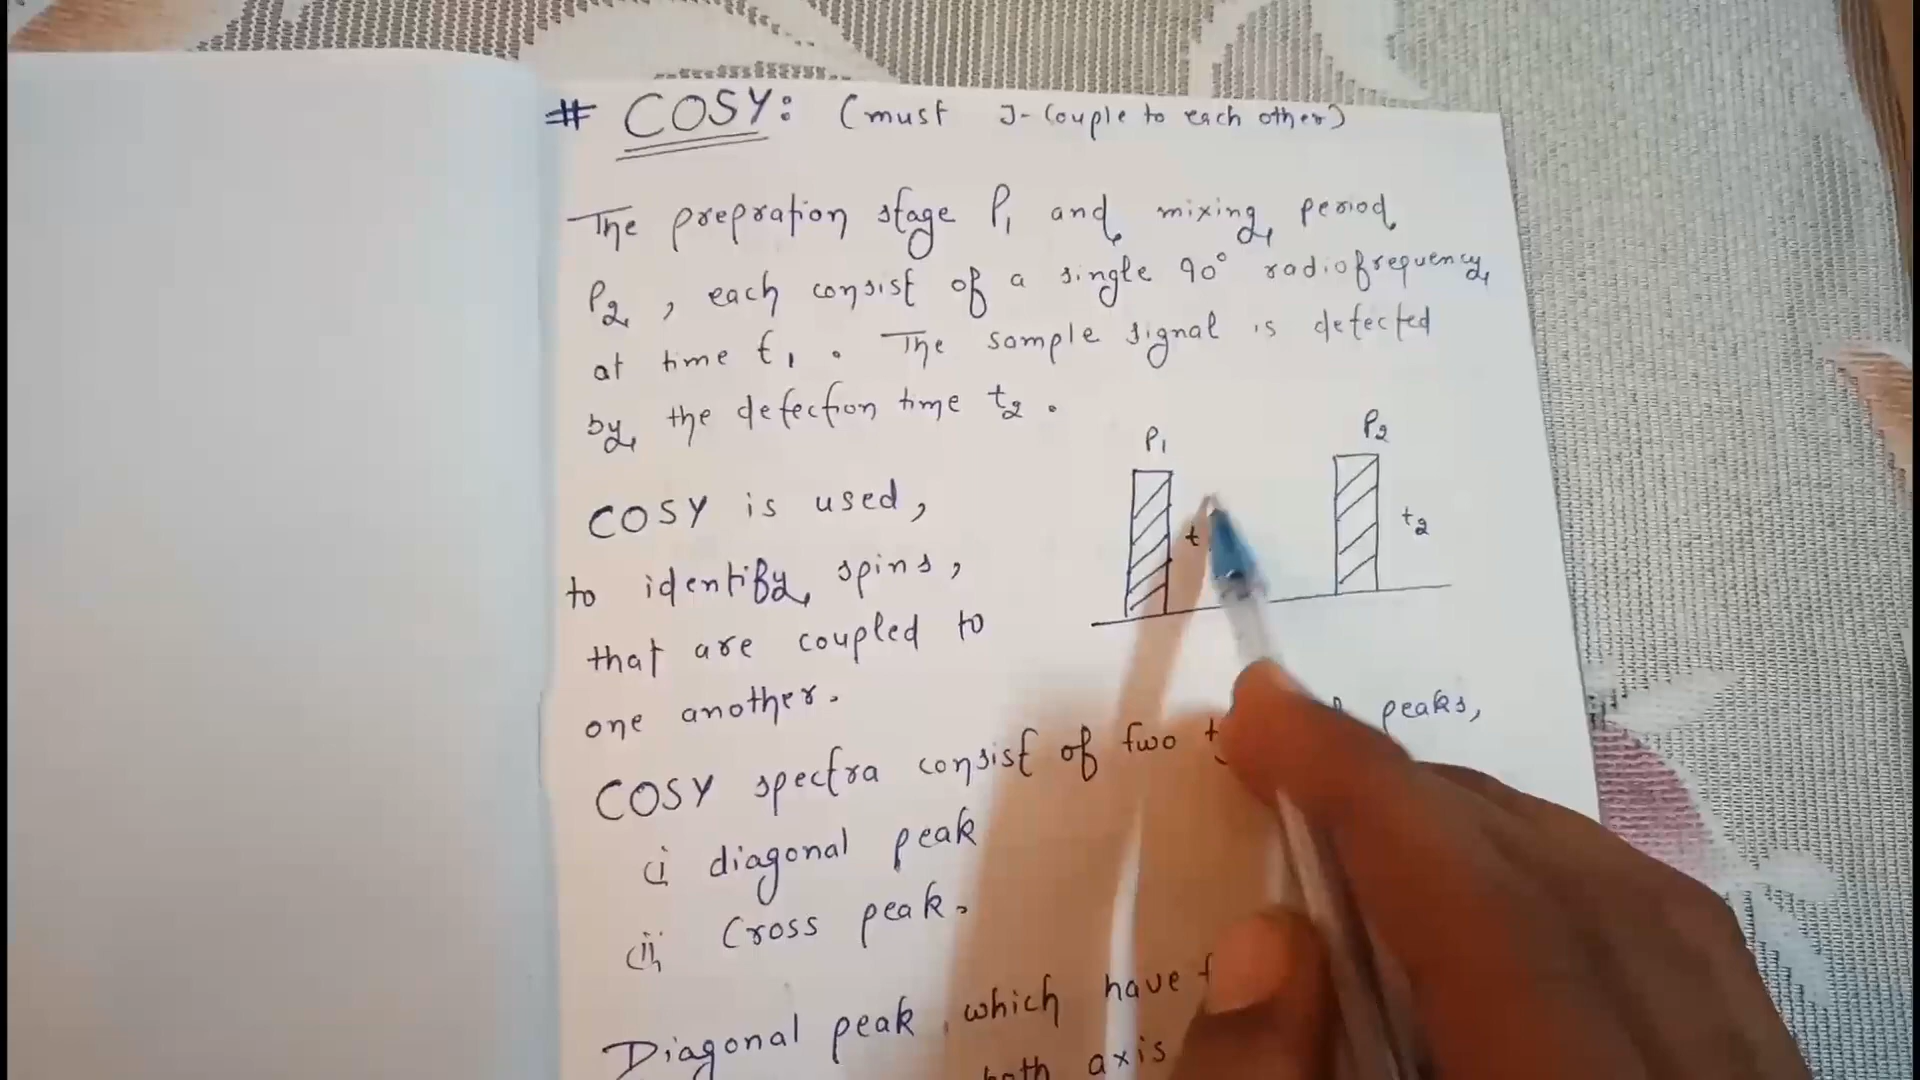 # COSY: (must J-Couple to each other)
The prepration stage P1 and mixing period
P2, each consist of a single 90° radiofrequency
at time t1. The sample signal is detected
by the detection time t2.
P1
P2
t
t2
COSY is used,
to identify spins,
that are coupled to
one another.
COSY spectra consist of two peaks,
(i diagonal peak
(ii Cross peak.
Diagonal peak, which have
both axis